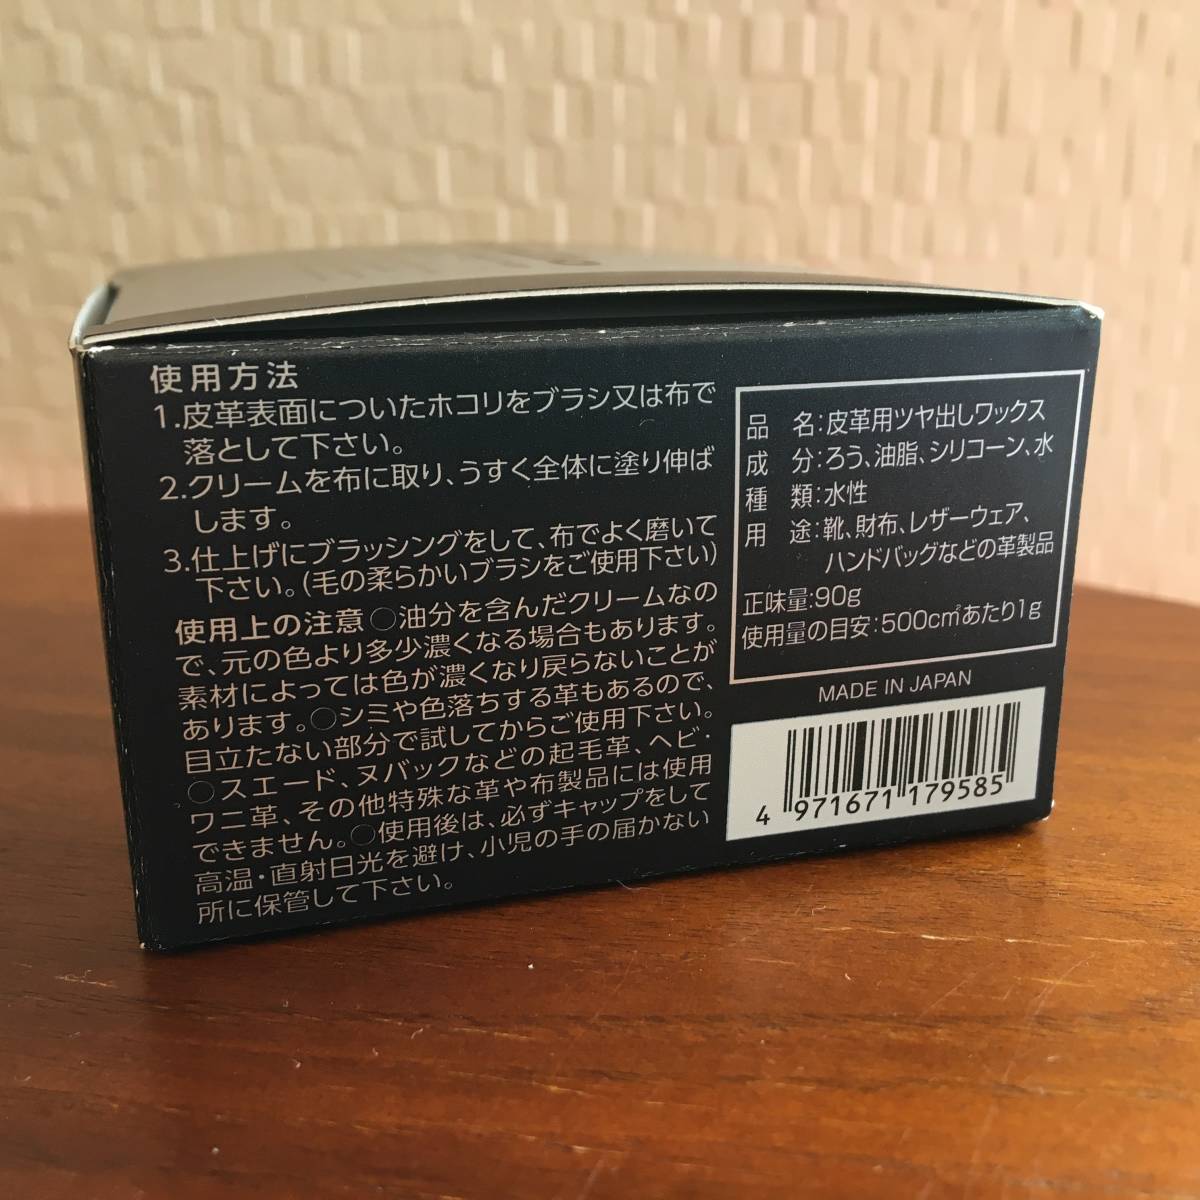 使用方法
1.皮革表面についたホコリをブラシ又は布で
落として下さい。
2.クリームを布に取り、うすく全体に塗り伸ば
します。
3.仕上げにブラッシングをして、布でよく磨いて
下さい。(毛の柔らかいブラシをご使用下さい)
使用上の注意 ○油分を含んだクリームなの
で、元の色より多少濃くなる場合もあります。
素材によっては色が濃くなり戻らないことが
あります。○シミや色落ちする革もあるので、
目立たない部分で試してからご使用下さい。
○スエード、ヌバックなどの起毛革、ヘビ・
ワニ革、その他特殊な革や布製品には使用
できません。○使用後は、必ずキャップをして
高温・直射日光を避け、小児の手の届かない
所に保管して下さい。
品　名:皮革用ツヤ出しワックス
成　分:ろう、油脂、シリコーン、水
種　類:水性
用　途:靴、財布、レザーウェア、
ハンドバッグなどの革製品
正味量:90g
使用量の目安:500c㎡あたり1g
MADE IN JAPAN
4 971671 179585